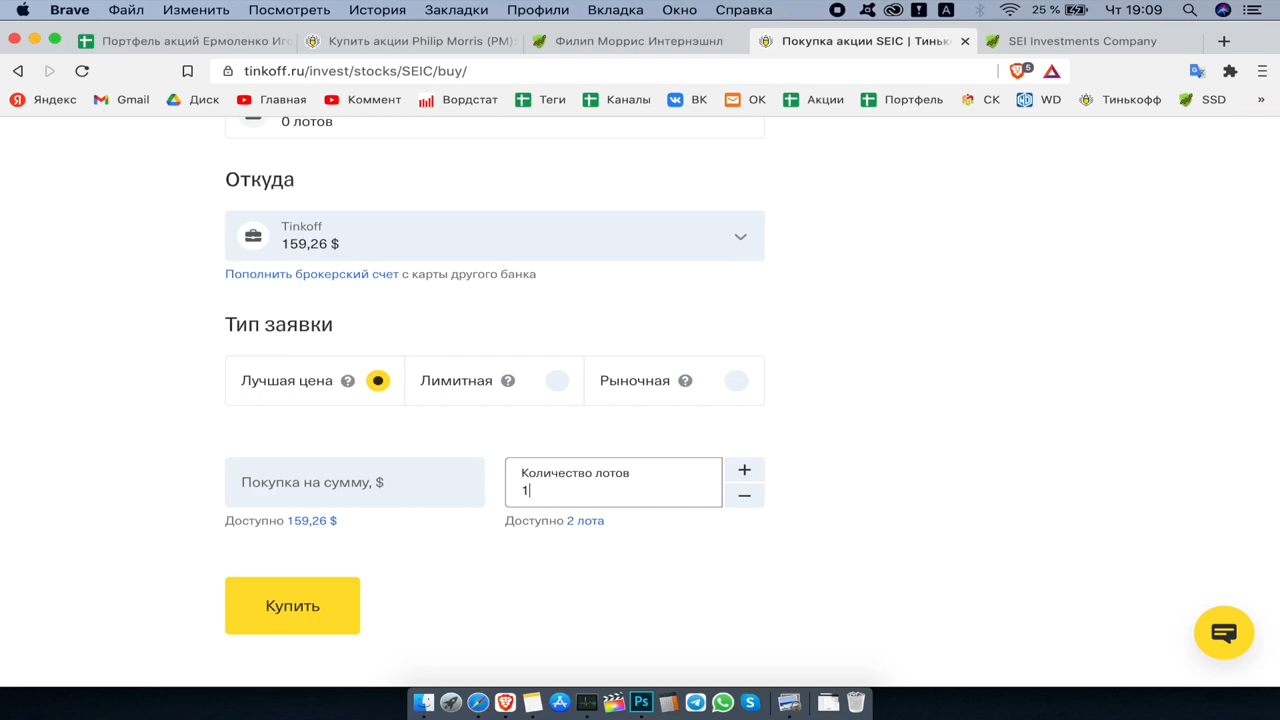 Brave Файл Изменить Посмотреть История Закладки Профили Вкладка Окно Справка A 25 % Чт 19:09
Портфель акций Ермоленко Иго Купить акции Philip Morris (PM) Филип Моррис Интернэшнл Покупка акции SEIC | Тиньк SEI Investments Company
tinkoff.ru/invest/stocks/SEIC/buy/ 5
Яндекс Gmail Диск Главная Коммент Вордстат Теги Каналы ВК ОК Акции Портфель СК WD Тинькофф SSD »
0 лотов
Откуда
Tinkoff
159,26 $
Пополнить брокерский счет с карты другого банка
Тип заявки
Лучшая цена ? Лимитная ? Рыночная ?
Покупка на сумму, $
Количество лотов
1
Доступно 159,26 $
Доступно 2 лота
Купить
Ps